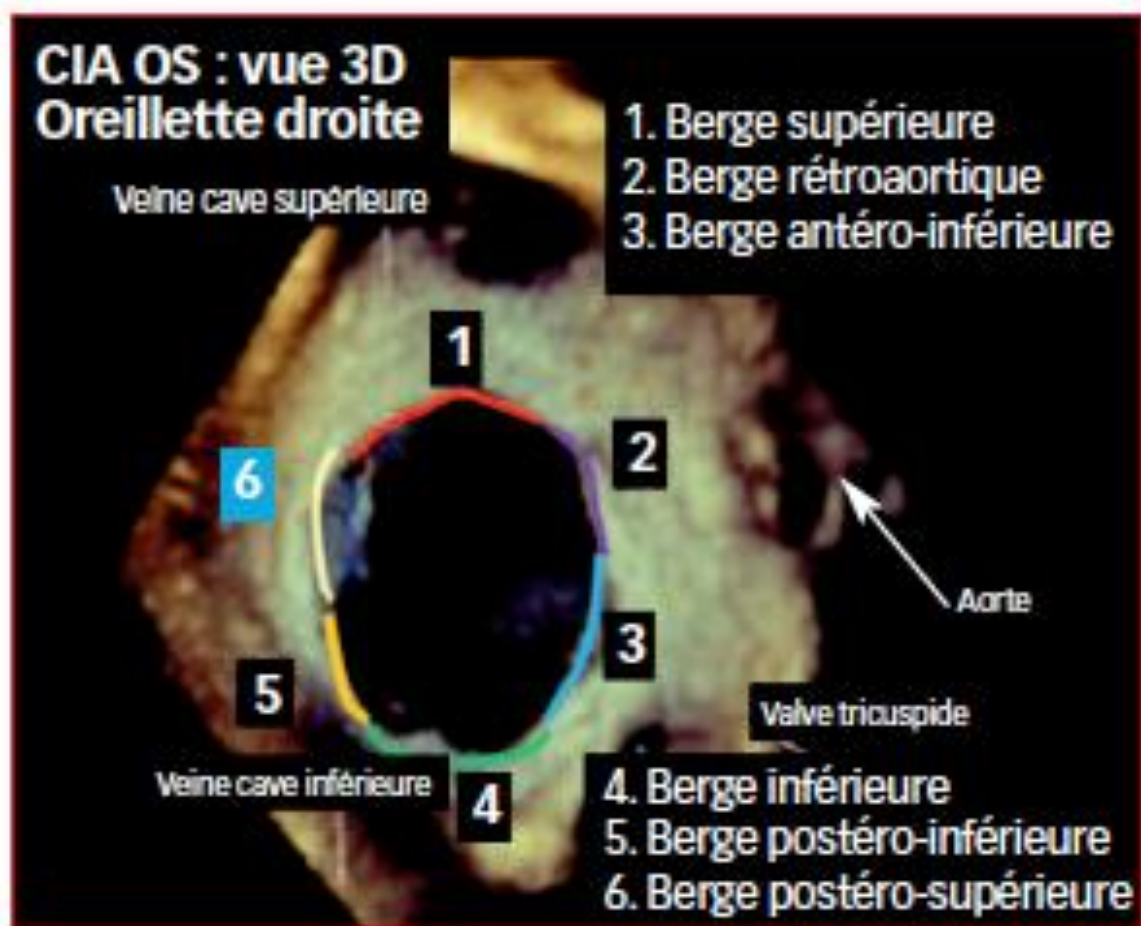 CIA OS : vue 3D
Oreillette droite
Veine cave supérieure
1. Berge supérieure
2. Berge rétroaortique
3. Berge antéro-inférieure
1
2
6
Aorte
3
5
Valve tricuspide
Veine cave inférieure
4
4. Berge inférieure
5. Berge postéro-inférieure
6. Berge postéro-supérieure